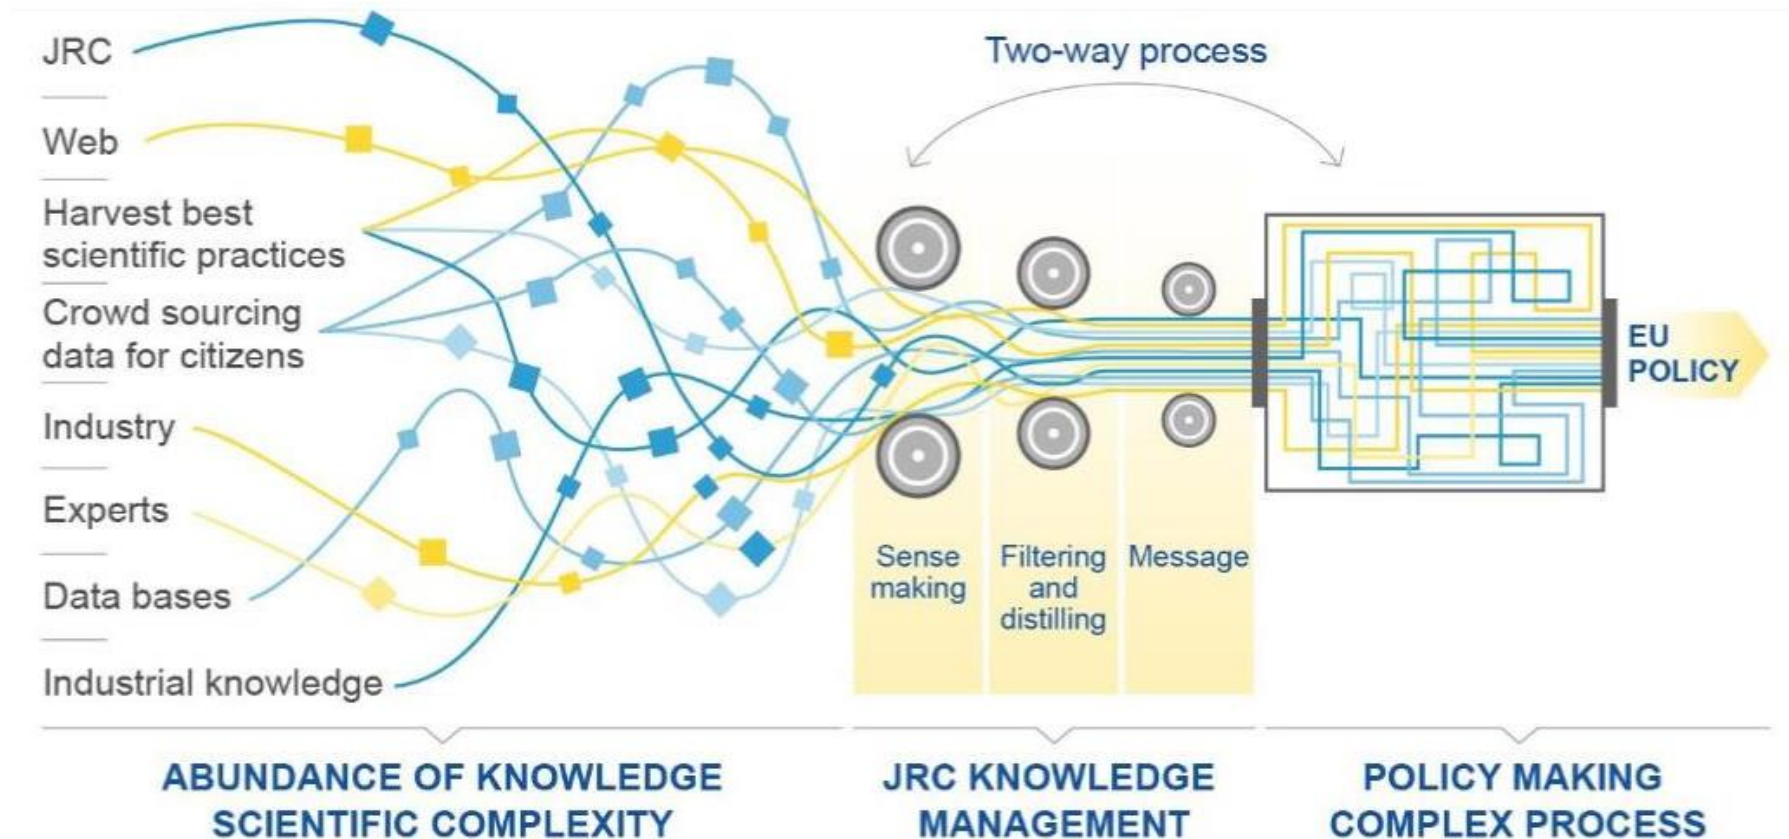 JRC
Web
Harvest best
scientific practices
Crowd sourcing
data for citizens
Industry
Experts
Data bases
Industrial knowledge
Two-way process
Sense
making
Filtering
and
distilling
Message
EU
POLICY
ABUNDANCE OF KNOWLEDGE
SCIENTIFIC COMPLEXITY
JRC KNOWLEDGE
MANAGEMENT
POLICY MAKING
COMPLEX PROCESS